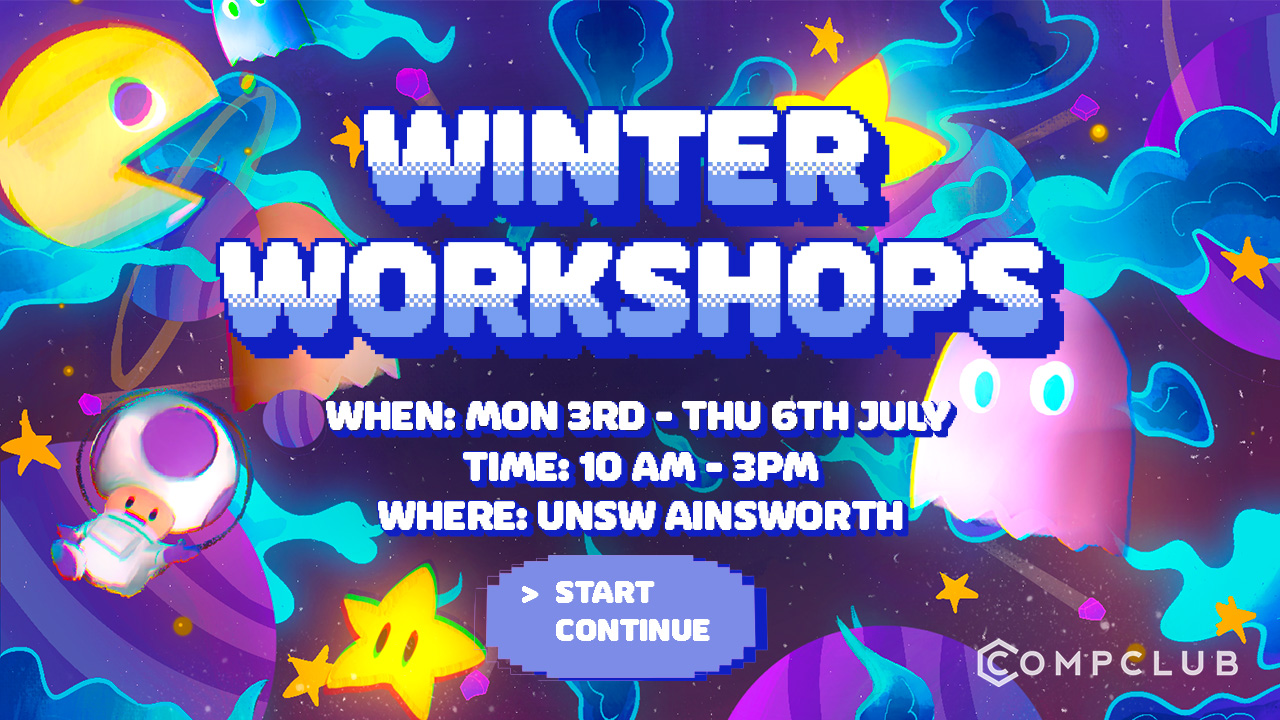 WINTER
WORKSHOPS
WHEN: MON 3RD - THU 6TH JULY
TIME: 10 AM - 3PM
WHERE: UNSW AINSWORTH
> START
CONTINUE
COMPCLUB